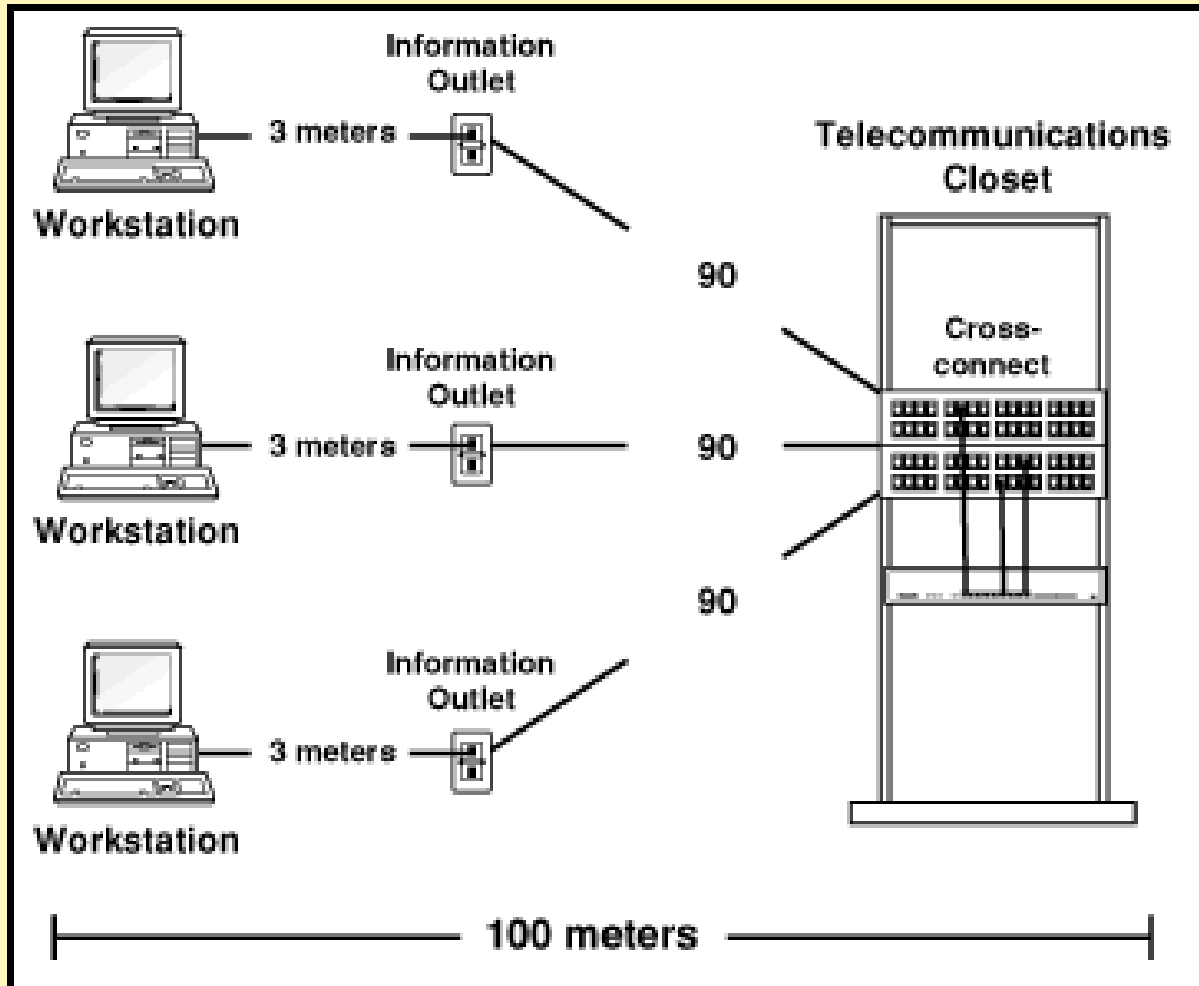 Information
Outlet
3 meters
Workstation
Telecommunications
Closet
90
Cross-
connect
Information
Outlet
3 meters
90
Workstation
90
Information
Outlet
3 meters
Workstation
100 meters